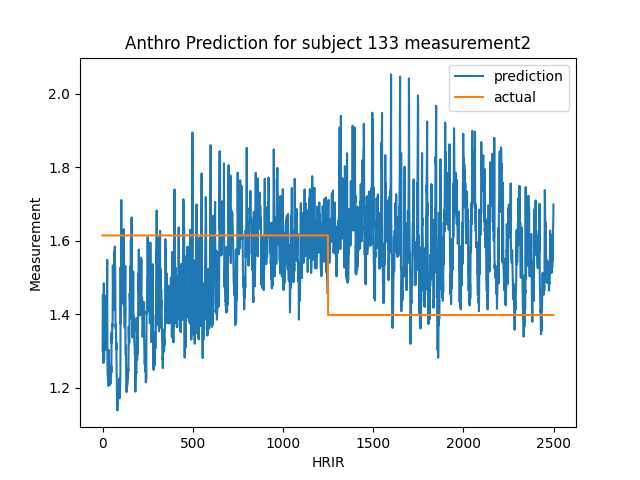 Anthro Prediction for subject 133 measurement2
prediction
actual
2.0
1.8
1.6
1.4
1.2
Measurement
0
500
1000
1500
2000
2500
HRIR